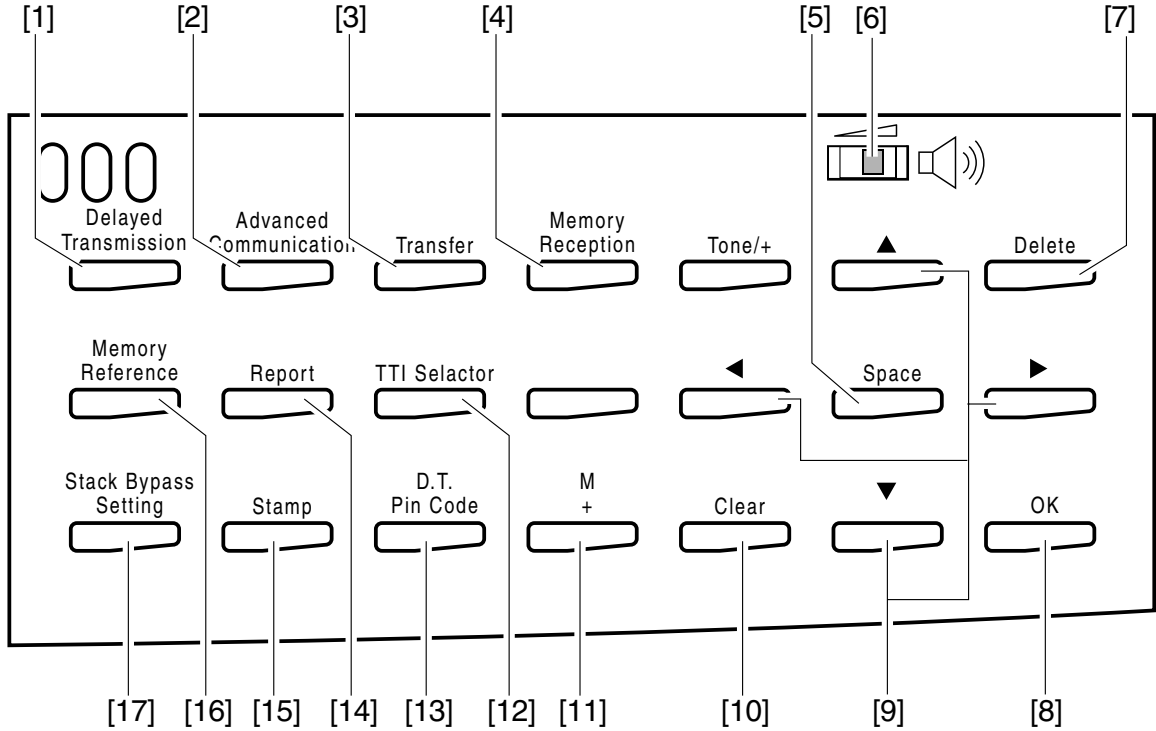 [1] [2] [3] [4] [5] [6] [7]
Delayed
Transmission
Advanced
Communication
Transfer
Memory
Reception
Tone/+
▲
Delete
Memory
Reference
Report
TTI Selactor
◀
Space
▶
Stack Bypass
Setting
Stamp
D.T.
Pin Code
M
+
Clear
▼
OK
[17] [16] [15] [14] [13] [12] [11] [10] [9] [8]